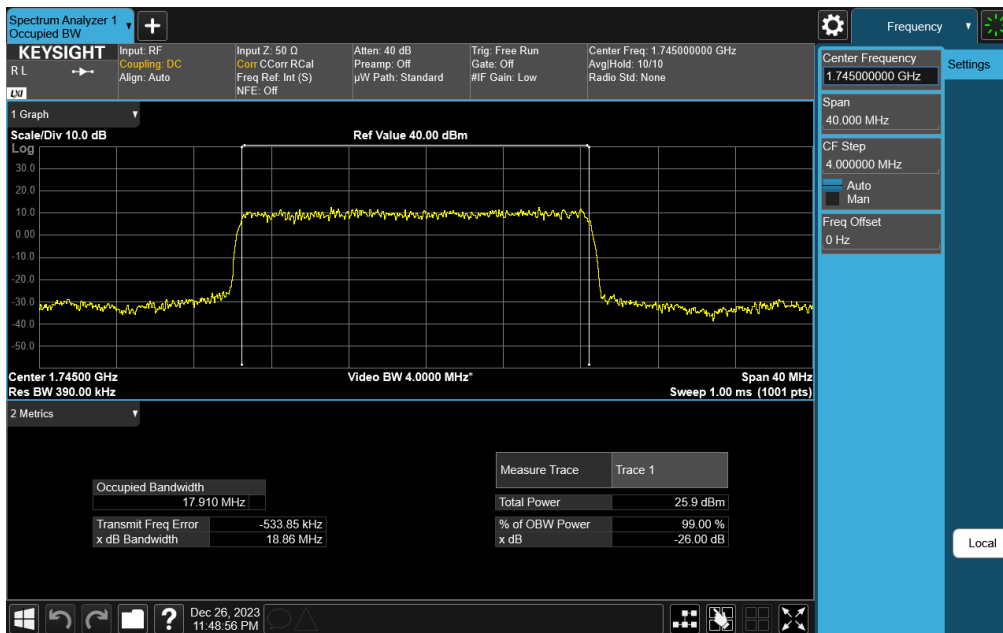 Spectrum Analyzer 1
Occupied BW
Frequency
KEYSIGHT
R L
LXI
Input: RF
Coupling: DC
Align: Auto
Input Z: 50 Ω
Corr CCorr RCal
Freq Ref: Int (S)
NFE: Off
Atten: 40 dB
Preamp: Off
µW Path: Standard
Trig: Free Run
Gate: Off
#IF Gain: Low
Center Freq: 1.745000000 GHz
Avg|Hold: 10/10
Radio Std: None
Center Frequency
1.745000000 GHz
Settings
Span
40.000 MHz
CF Step
4.000000 MHz
Auto
Man
Freq Offset
0 Hz
Local
1 Graph
Scale/Div 10.0 dB
Ref Value 40.00 dBm
Log
30.0
20.0
10.0
0.00
-10.0
-20.0
-30.0
-40.0
-50.0
Center 1.74500 GHz
Video BW 4.0000 MHz*
Span 40 MHz
Res BW 390.00 kHz
Sweep 1.00 ms (1001 pts)
2 Metrics
Measure Trace Trace 1
Occupied Bandwidth
17.910 MHz
Total Power 25.9 dBm
Transmit Freq Error -533.85 kHz
% of OBW Power 99.00 %
x dB Bandwidth 18.86 MHz
x dB -26.00 dB
?
Dec 26, 2023
11:48:56 PM